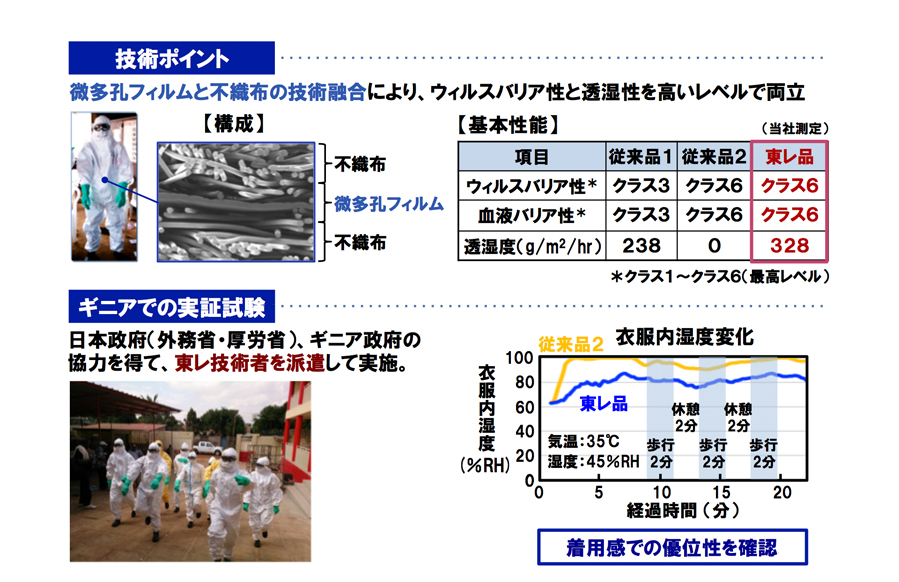 技術ポイント
微多孔フィルムと不織布の技術融合により、ウィルスバリア性と透湿性を高いレベルで両立
【構成】
不織布
微多孔フィルム
不織布
【基本性能】
(当社測定)
項目 従来品1 従来品2 東レ品
ウィルスバリア性* クラス3 クラス6 クラス6
血液バリア性* クラス3 クラス6 クラス6
透湿度(g/m²/hr) 238 0 328
*クラス1~クラス6(最高レベル)
ギニアでの実証試験
日本政府(外務省・厚労省)、ギニア政府の
協力を得て、東レ技術者を派遣して実施。
従来品2 衣服内湿度変化
衣服内湿度
(%RH)
100
80
60
40
20
0
東レ品
気温:35℃
湿度:45%RH
歩行
2分
休憩
2分
歩行
2分
休憩
2分
歩行
2分
0 5 10 15 20
経過時間(分)
着用感での優位性を確認